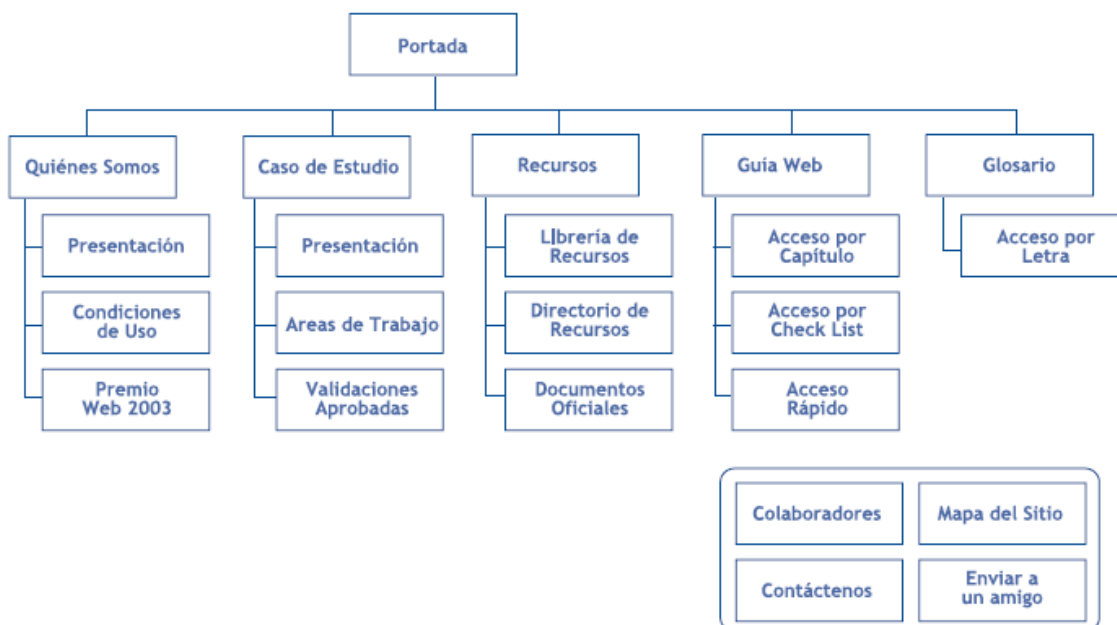 Portada
Quiénes Somos
Caso de Estudio
Recursos
Guía Web
Glosario
Presentación
Presentación
Librería de
Recursos
Acceso por
Capítulo
Acceso por
Letra
Condiciones
de Uso
Areas de Trabajo
Directorio de
Recursos
Acceso por
Check List
Premio
Web 2003
Validaciones
Aprobadas
Documentos
Oficiales
Acceso
Rápido
Colaboradores
Mapa del Sitio
Contáctenos
Enviar a
un amigo